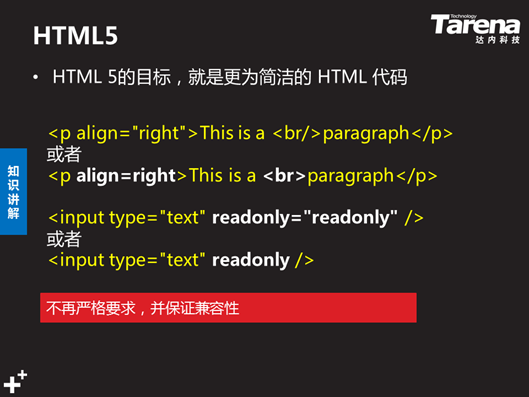 HTML5
Technology
Tarena
达内科技
• HTML 5的目标，就是更为简洁的 HTML 代码
<p align="right">This is a <br/>paragraph</p>
或者
<p align=right>This is a <br>paragraph</p>
知识讲解
<input type="text" readonly="readonly" />
或者
<input type="text" readonly />
不再严格要求，并保证兼容性